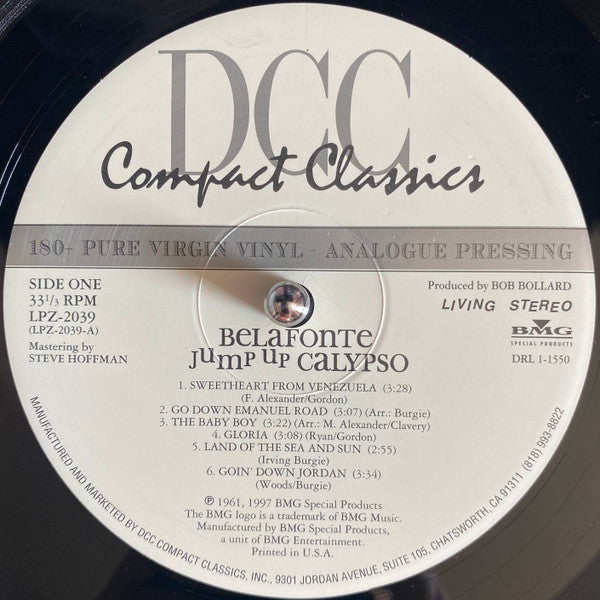 DCC
Compact Classics
180+ PURE VIRGIN VINYL - ANALOGUE PRESSING
SIDE ONE
33⅓ RPM
LPZ-2039
(LPZ-2039-A)
Mastering by
STEVE HOFFMAN
Produced by BOB BOLLARD
LIVING STEREO
BMG
SPECIAL PRODUCTS
DRL 1-1550
BELAFONTE
JUMP UP CALYPSO
1. SWEETHEART FROM VENEZUELA (3:28)
(F. Alexander/Gordon)
2. GO DOWN EMANUEL ROAD (3:07) (Arr.: Burgie)
3. THE BABY BOY (3:22) (Arr.: M. Alexander/Clavery)
4. GLORIA (3:08) (Ryan/Gordon)
5. LAND OF THE SEA AND SUN (2:55)
(Irving Burgie)
6. GOIN' DOWN JORDAN (3:34)
(Woods/Burgie)
℗ 1961, 1997 BMG Special Products
The BMG logo is a trademark of BMG Music.
Manufactured by BMG Special Products,
a unit of BMG Entertainment.
Printed in U.S.A.
MANUFACTURED AND MARKETED BY DCC COMPACT CLASSICS, INC., 9301 JORDAN AVENUE, SUITE 105, CHATSWORTH, CA 91311 (818) 993-8822